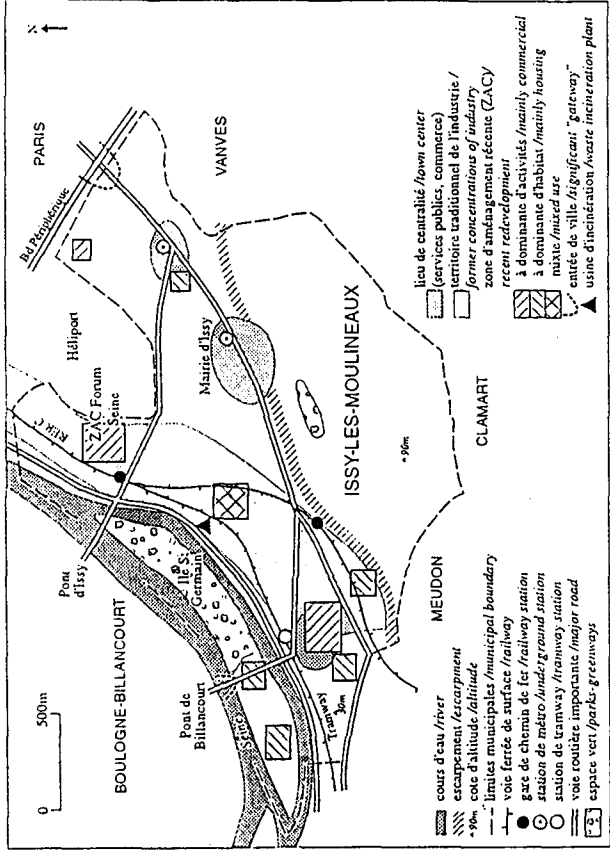 N
PARIS
Bd Périphérique
VANVES
Héliport
ZAC Forum
Seine
RER C
Mairie d'Issy
ISSY-LES-MOULINEAUX
CLAMART
90m
MEUDON
Pont
d'Issy
Ile St
Germain
BOULOGNE-BILLANCOURT
Pont de
Billancourt
Seine
Tramway
30m
0 500m
cours d'eau /river
escarpement /escarpment
90m cote d'altitude /altitude
limites municipales /municipal boundary
voie ferrée de surface /railway
gare de chemin de fer /railway station
station de métro /underground station
station de tramway /tramway station
voie routière importante /major road
espace vert /parks-greenways
lieu de centralité /town center
(services publics, commerce)
territoire traditionnel de l'industrie /
former concentrations of industry
zone d'aménagement récente (ZAC)/
recent redevelopment
à dominante d'activités /mainly commercial
à dominante d'habitat /mainly housing
mixte /mixed use
entrée de ville /significant "gateway"
usine d'incinération /waste incineration plant